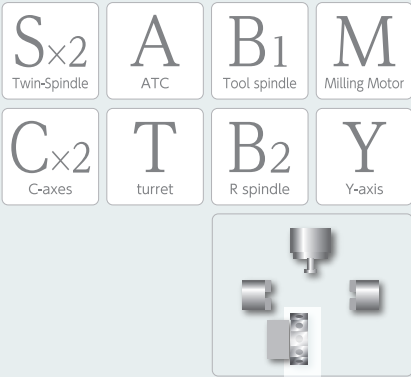 S×2
Twin-Spindle
A
ATC
B1
Tool spindle
M
Milling Motor
C×2
C-axes
T
turret
B2
R spindle
Y
Y-axis